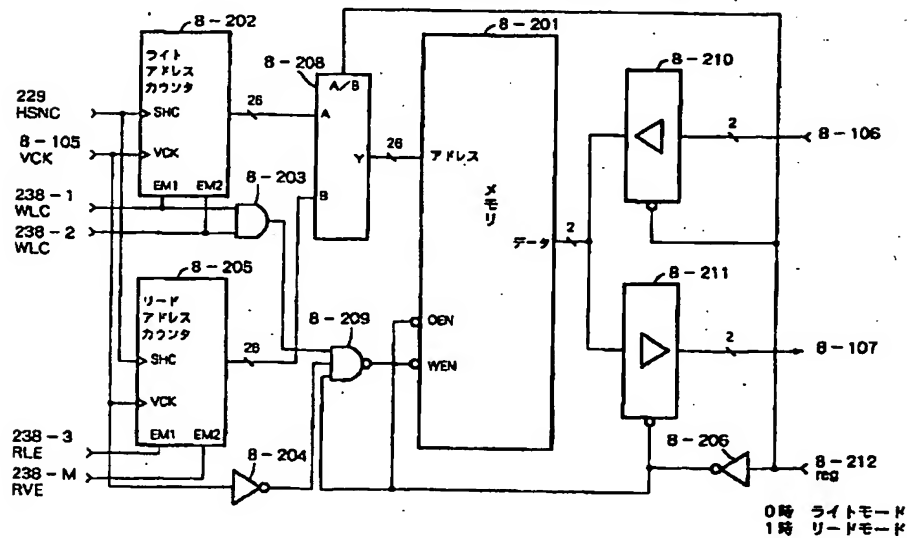 8-202
8-201
8-208
8-210
ライト
アドレス
カウンタ
SHC
VCK
EM1 EM2
229
HSNC
8-105
VCK
238-1
WLC
238-2
WLC
8-203
26
A/B
A
B
Y
26
アドレス
メモリ
データ
2
OEN
WEN
2
8-106
8-205
リード
アドレス
カウンタ
SHC
VCK
EM1 EM2
26
8-209
8-211
2
8-107
238-3
RLE
238-M
RVE
8-204
8-206
8-212
reg
0時 ライトモード
1時 リードモード